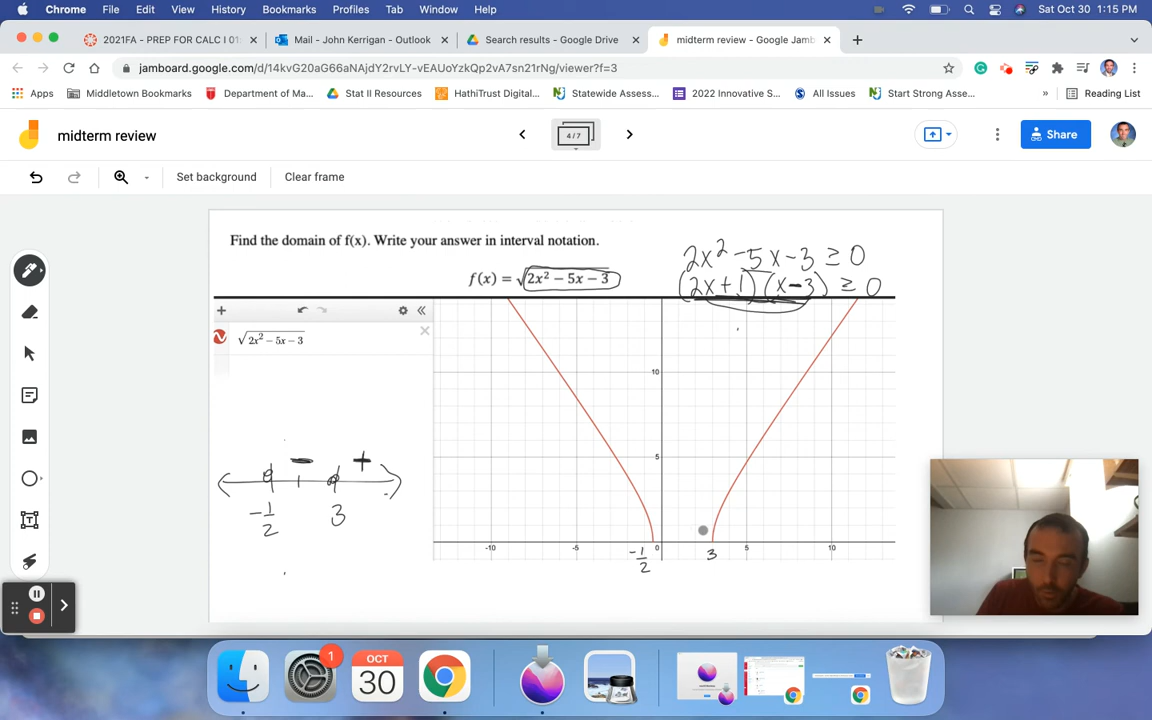 Chrome File Edit View History Bookmarks Profiles Tab Window Help Sat Oct 30 1:15 PM
2021FA - PREP FOR CALC I 01: × Mail - John Kerrigan - Outlook × Search results - Google Drive × midterm review - Google Jamb × +
jamboard.google.com/d/14kvG20aG66aNAjdY2rvLY-vEAUoYzkQp2vA7sn21rNg/viewer?f=3
Apps Middletown Bookmarks Department of Ma... Stat II Resources HathiTrust Digital... Statewide Assess... 2022 Innovative S... All Issues Start Strong Asse... » Reading List
midterm review
4/7
Share
Set background Clear frame
Find the domain of f(x). Write your answer in interval notation.
f(x) = √2x² − 5x − 3
2x² - 5x - 3 ≥ 0
(2x + 1)(x - 3) ≥ 0
√2x² − 5x − 3
10
5
− +
-1/2 3
-10 -5 0 5 10
-1/2 3
1
OCT
30